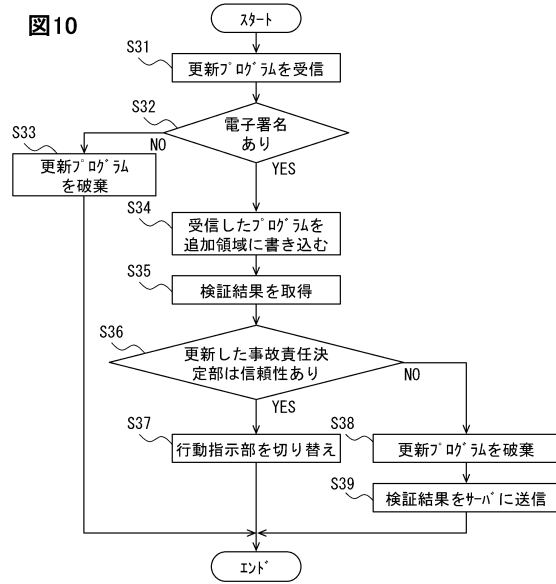 図10
スタート
S31
更新プログラムを受信
S32
電子署名
あり
NO
YES
S33
更新プログラム
を破棄
S34
受信したプログラムを
追加領域に書き込む
S35
検証結果を取得
S36
更新した事故責任決
定部は信頼性あり
NO
YES
S37
行動指示部を切り替え
S38
更新プログラムを破棄
S39
検証結果をサーバに送信
エンド